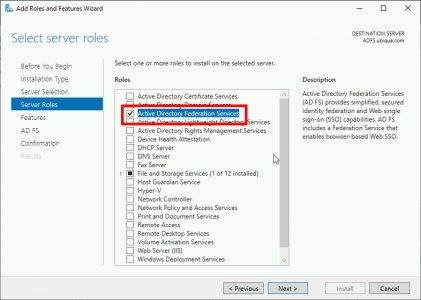 Add Roles and Features Wizard
Select server roles
DESTINATION SERVER
ADFS.ubique.com
Before You Begin
Installation Type
Server Selection
Server Roles
Features
AD FS
Confirmation
Results
Select one or more roles to install on the selected server.
Roles
Active Directory Certificate Services
Active Directory Domain Services
Active Directory Federation Services
Active Directory Lightweight Directory Services
Active Directory Rights Management Services
Device Health Attestation
DHCP Server
DNS Server
Fax Server
File and Storage Services (1 of 12 installed)
Host Guardian Service
Hyper-V
Network Controller
Network Policy and Access Services
Print and Document Services
Remote Access
Remote Desktop Services
Volume Activation Services
Web Server (IIS)
Windows Deployment Services
Description
Active Directory Federation Services
(AD FS) provides simplified, secured
identity federation and Web single
sign-on (SSO) capabilities. AD FS
includes a Federation Service that
enables browser-based Web SSO.
< Previous
Next >
Install
Cancel